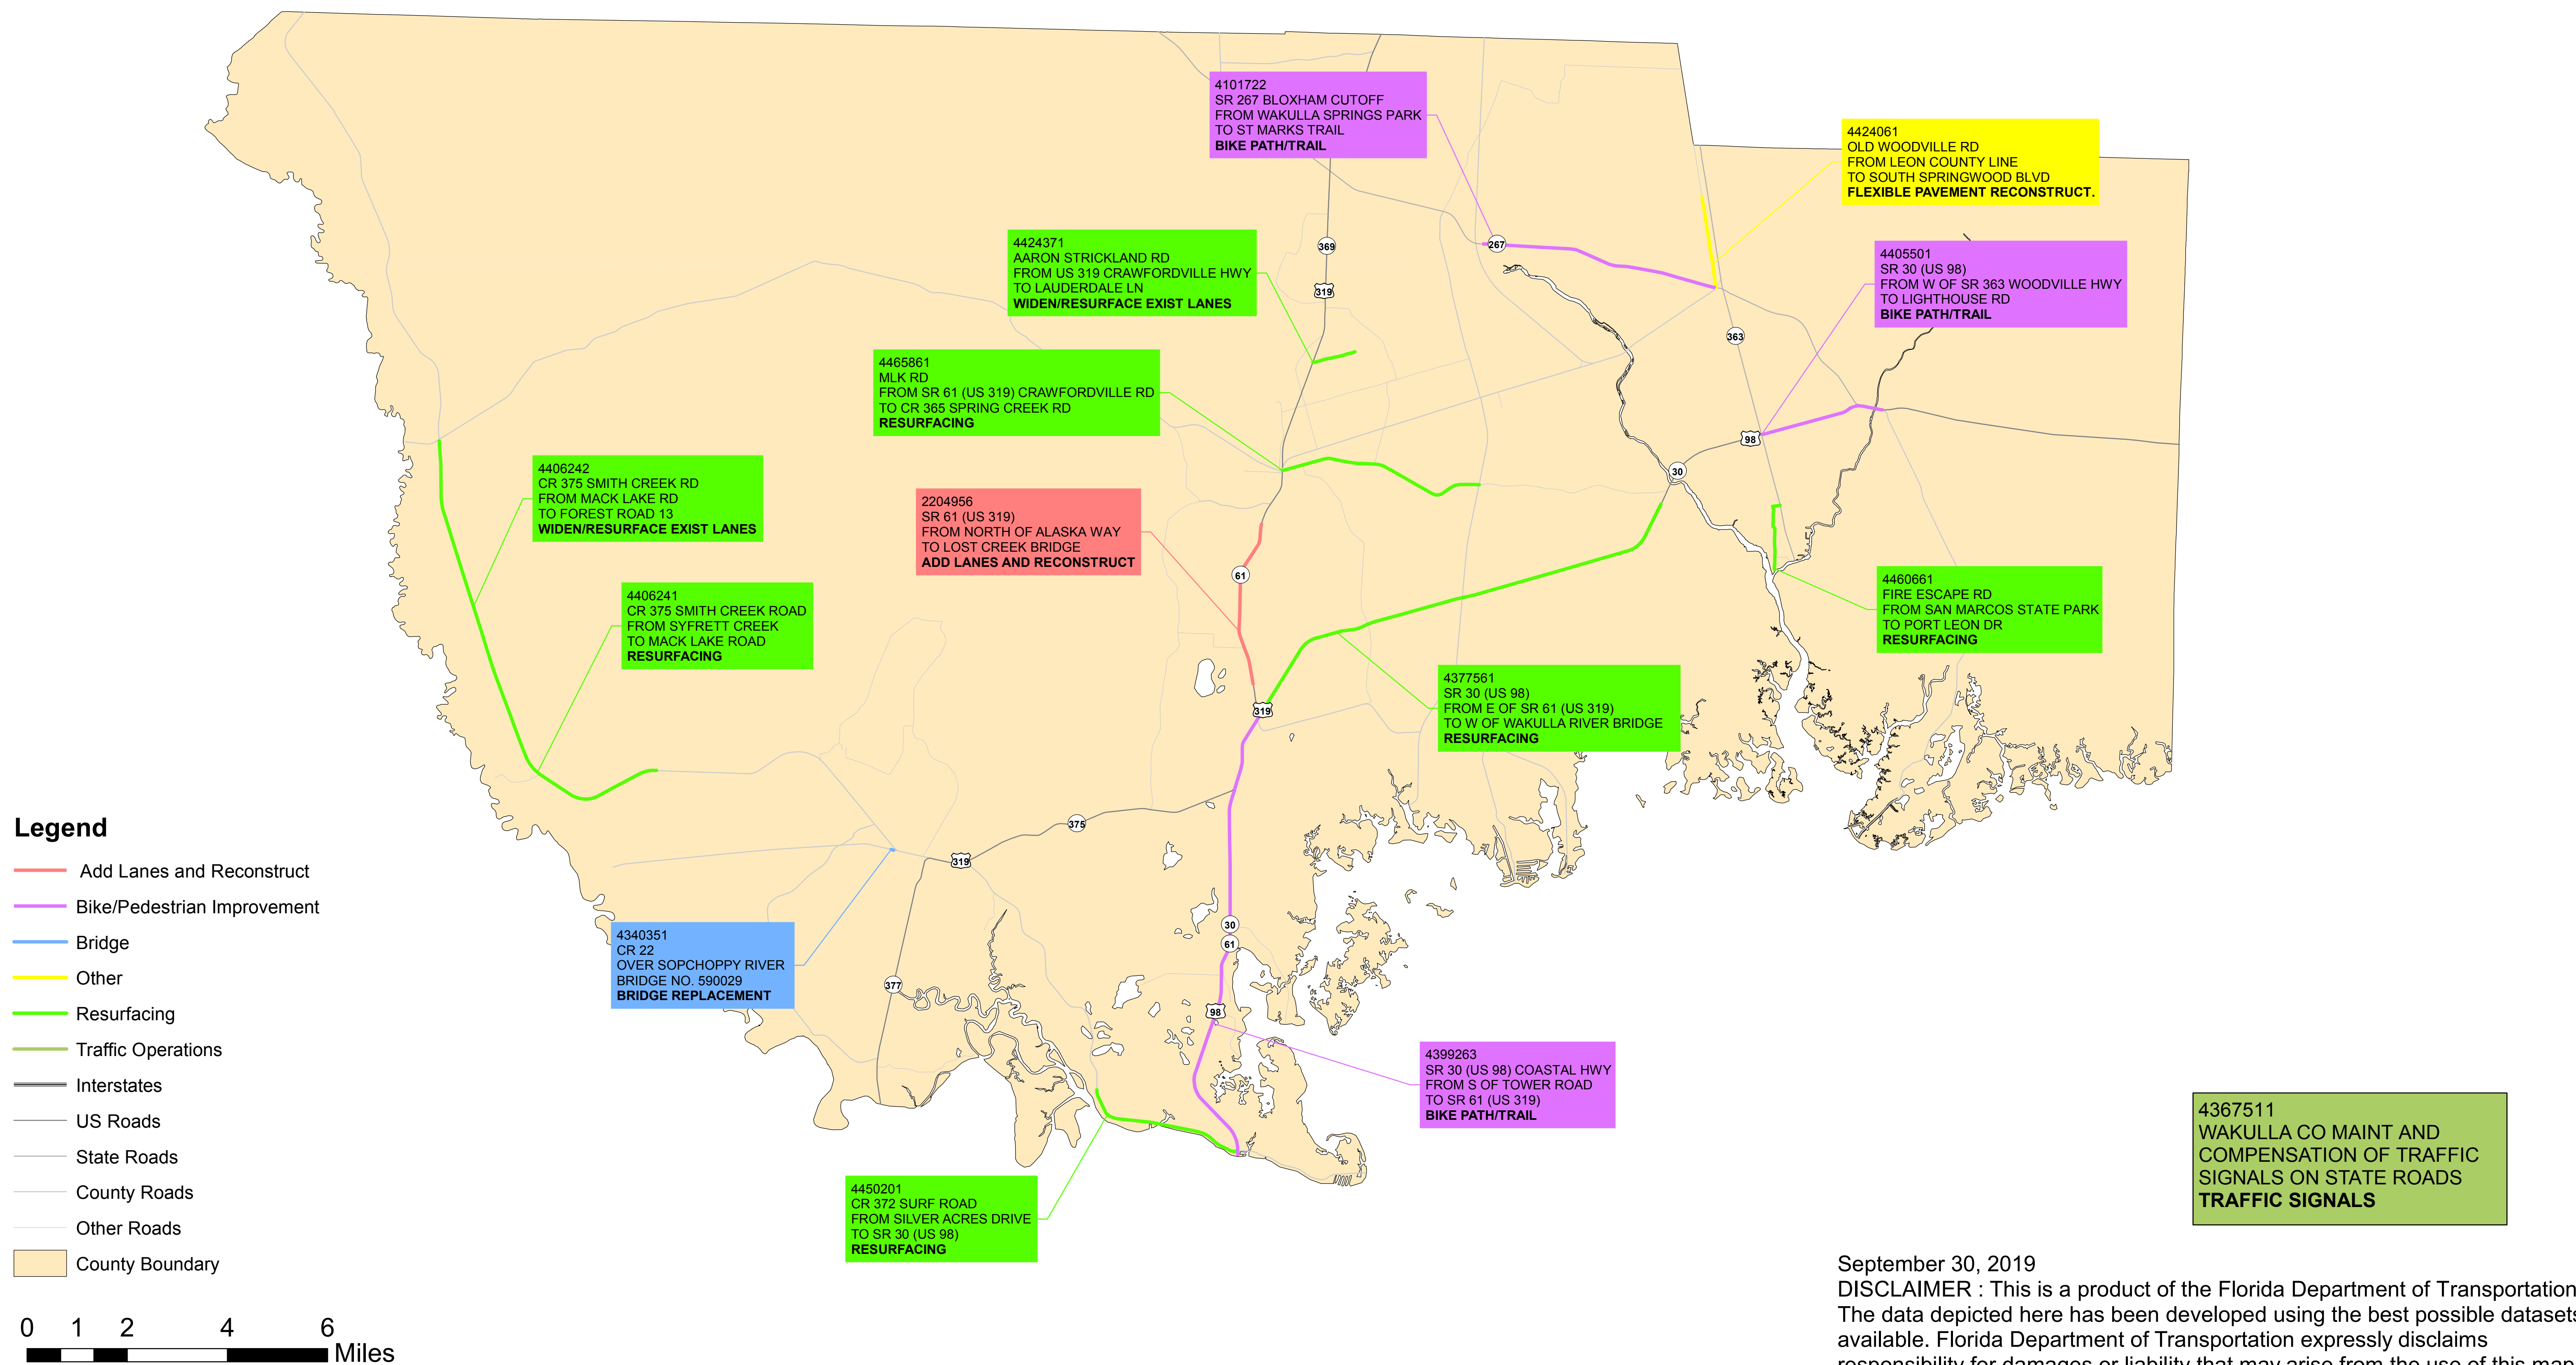 4101722
SR 267 BLOXHAM CUTOFF
FROM WAKULLA SPRINGS PARK
TO ST MARKS TRAIL
BIKE PATH/TRAIL
4424061
OLD WOODVILLE RD
FROM LEON COUNTY LINE
TO SOUTH SPRINGWOOD BLVD
FLEXIBLE PAVEMENT RECONSTRUCT.
4424371
AARON STRICKLAND RD
FROM US 319 CRAWFORDVILLE HWY
TO LAUDERDALE LN
WIDEN/RESURFACE EXIST LANES
369
319
267
4405501
SR 30 (US 98)
FROM W OF SR 363 WOODVILLE HWY
TO LIGHTHOUSE RD
BIKE PATH/TRAIL
363
4465861
MLK RD
FROM SR 61 (US 319) CRAWFORDVILLE RD
TO CR 365 SPRING CREEK RD
RESURFACING
98
30
4406242
CR 375 SMITH CREEK RD
FROM MACK LAKE RD
TO FOREST ROAD 13
WIDEN/RESURFACE EXIST LANES
2204956
SR 61 (US 319)
FROM NORTH OF ALASKA WAY
TO LOST CREEK BRIDGE
ADD LANES AND RECONSTRUCT
61
4406241
CR 375 SMITH CREEK ROAD
FROM SYFRETT CREEK
TO MACK LAKE ROAD
RESURFACING
4460661
FIRE ESCAPE RD
FROM SAN MARCOS STATE PARK
TO PORT LEON DR
RESURFACING
319
4377561
SR 30 (US 98)
FROM E OF SR 61 (US 319)
TO W OF WAKULLA RIVER BRIDGE
RESURFACING
375
319
4340351
CR 22
OVER SOPCHOPPY RIVER
BRIDGE NO. 590029
BRIDGE REPLACEMENT
377
30
61
98
4399263
SR 30 (US 98) COASTAL HWY
FROM S OF TOWER ROAD
TO SR 61 (US 319)
BIKE PATH/TRAIL
4450201
CR 372 SURF ROAD
FROM SILVER ACRES DRIVE
TO SR 30 (US 98)
RESURFACING
4367511
WAKULLA CO MAINT AND
COMPENSATION OF TRAFFIC
SIGNALS ON STATE ROADS
TRAFFIC SIGNALS
Legend
Add Lanes and Reconstruct
Bike/Pedestrian Improvement
Bridge
Other
Resurfacing
Traffic Operations
Interstates
US Roads
State Roads
County Roads
Other Roads
County Boundary
0 1 2 4 6
Miles
September 30, 2019
DISCLAIMER : This is a product of the Florida Department of Transportation
The data depicted here has been developed using the best possible datasets
available. Florida Department of Transportation expressly disclaims
responsibility for damages or liability that may arise from the use of this